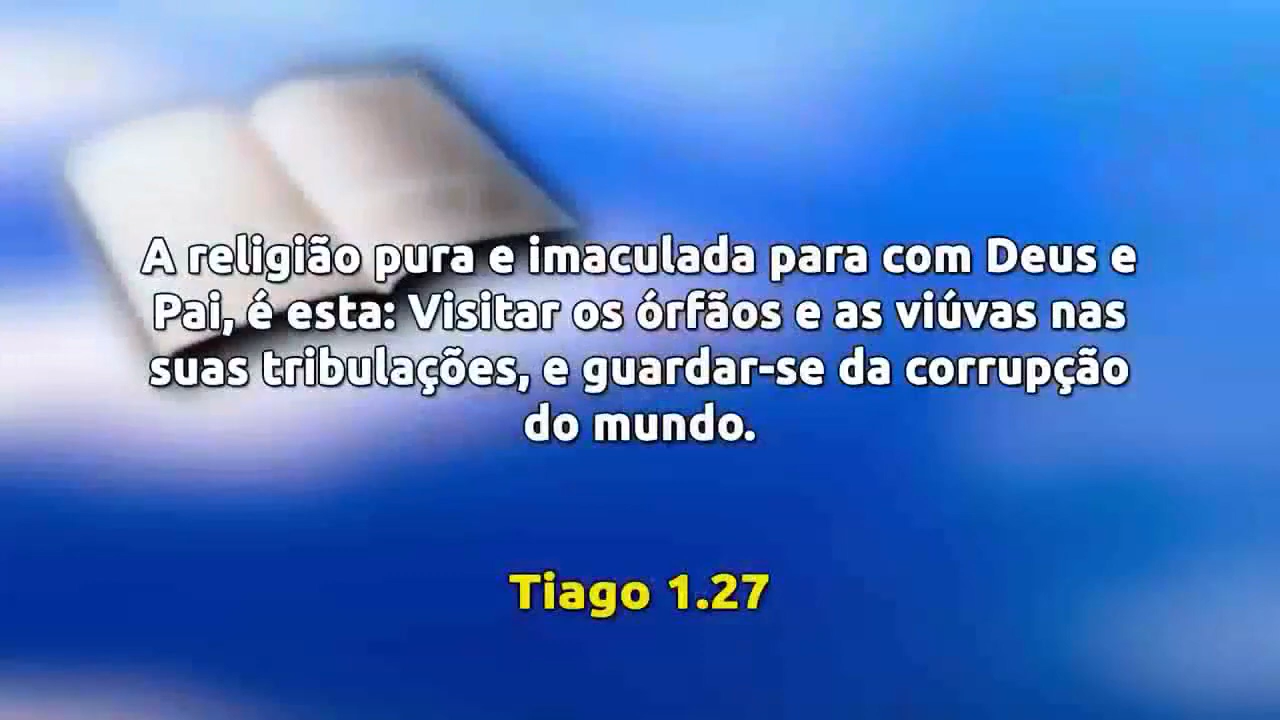 A religião pura e imaculada para com Deus e
Pai, é esta: Visitar os órfãos e as viúvas nas
suas tribulações, e guardar-se da corrupção
do mundo.
Tiago 1.27